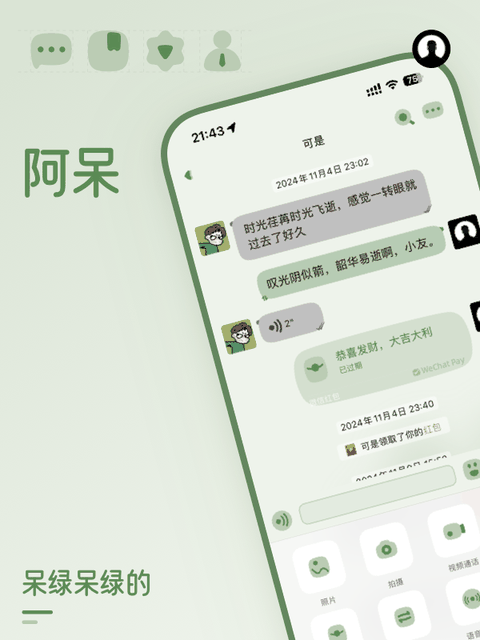 阿呆
21:43
75
可是
2024年11月4日 23:02
时光荏苒时光飞逝，感觉一转眼就
过去了好久
叹光阴似箭，韶华易逝啊，小友。
2"
恭喜发财，大吉大利
已过期
WeChat Pay
微信红包
2024年11月4日 23:40
可是领取了你的红包
照片
拍摄
视频通话
呆绿呆绿的